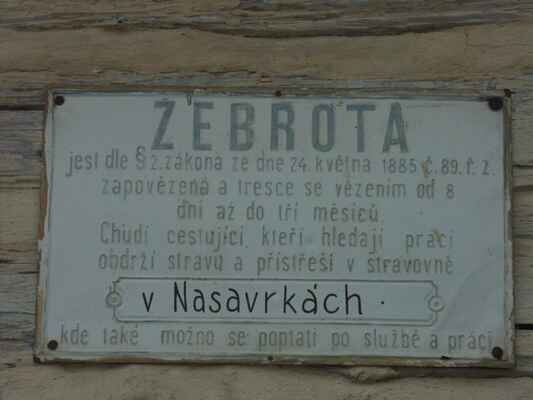 ŽEBROTA
jest dle § 2. zákona ze dne 24. května 1885 č. 89. ř. z.
zapovězená a tresce se vězením od 8
dní až do tří měsíců
Chudí cestující kteří hledají práci
obdrží stravu a přístřeší v stravovně
v Nasavrkách.
kde také možno se poptati po službě a práci